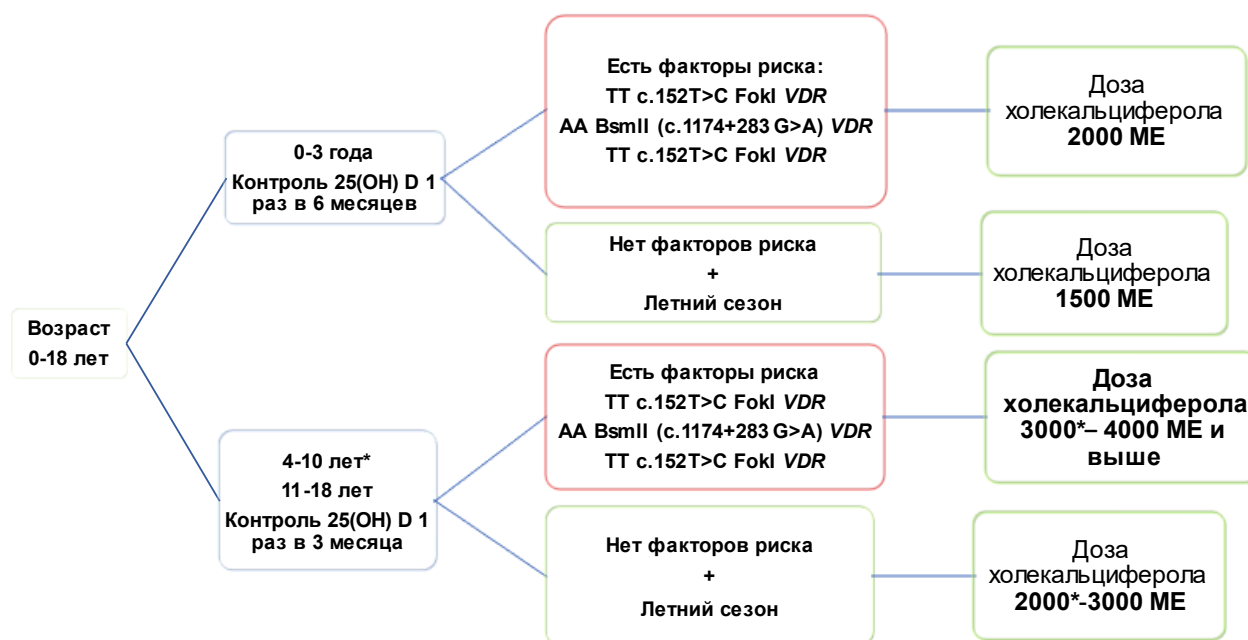 Возраст
0-18 лет
0-3 года
Контроль 25(OH) D 1
раз в 6 месяцев
Есть факторы риска:
TT c.152T>C FokI VDR
AA BsmII (c.1174+283 G>A) VDR
TT c.152T>C FokI VDR
Доза
холекальциферола
2000 МЕ
Нет факторов риска
+
Летний сезон
Доза
холекальциферола
1500 МЕ
4-10 лет*
11-18 лет
Контроль 25(OH) D 1
раз в 3 месяца
Есть факторы риска
TT c.152T>C FokI VDR
AA BsmII (c.1174+283 G>A) VDR
TT c.152T>C FokI VDR
Доза
холекальциферола
3000*– 4000 МЕ и
выше
Нет факторов риска
+
Летний сезон
Доза
холекальциферола
2000*-3000 МЕ